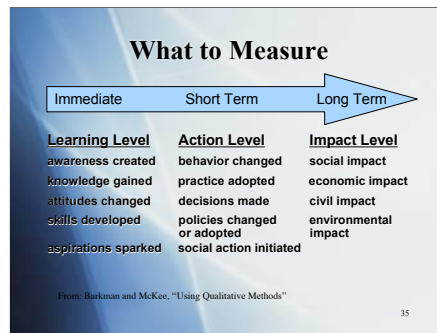 What to Measure
Immediate Short Term Long Term
Learning Level
awareness created
knowledge gained
attitudes changed
skills developed
aspirations sparked
Action Level
behavior changed
practice adopted
decisions made
policies changed
or adopted
social action initiated
Impact Level
social impact
economic impact
civil impact
environmental
impact
From: Barkman and McKee, “Using Qualitative Methods”
35